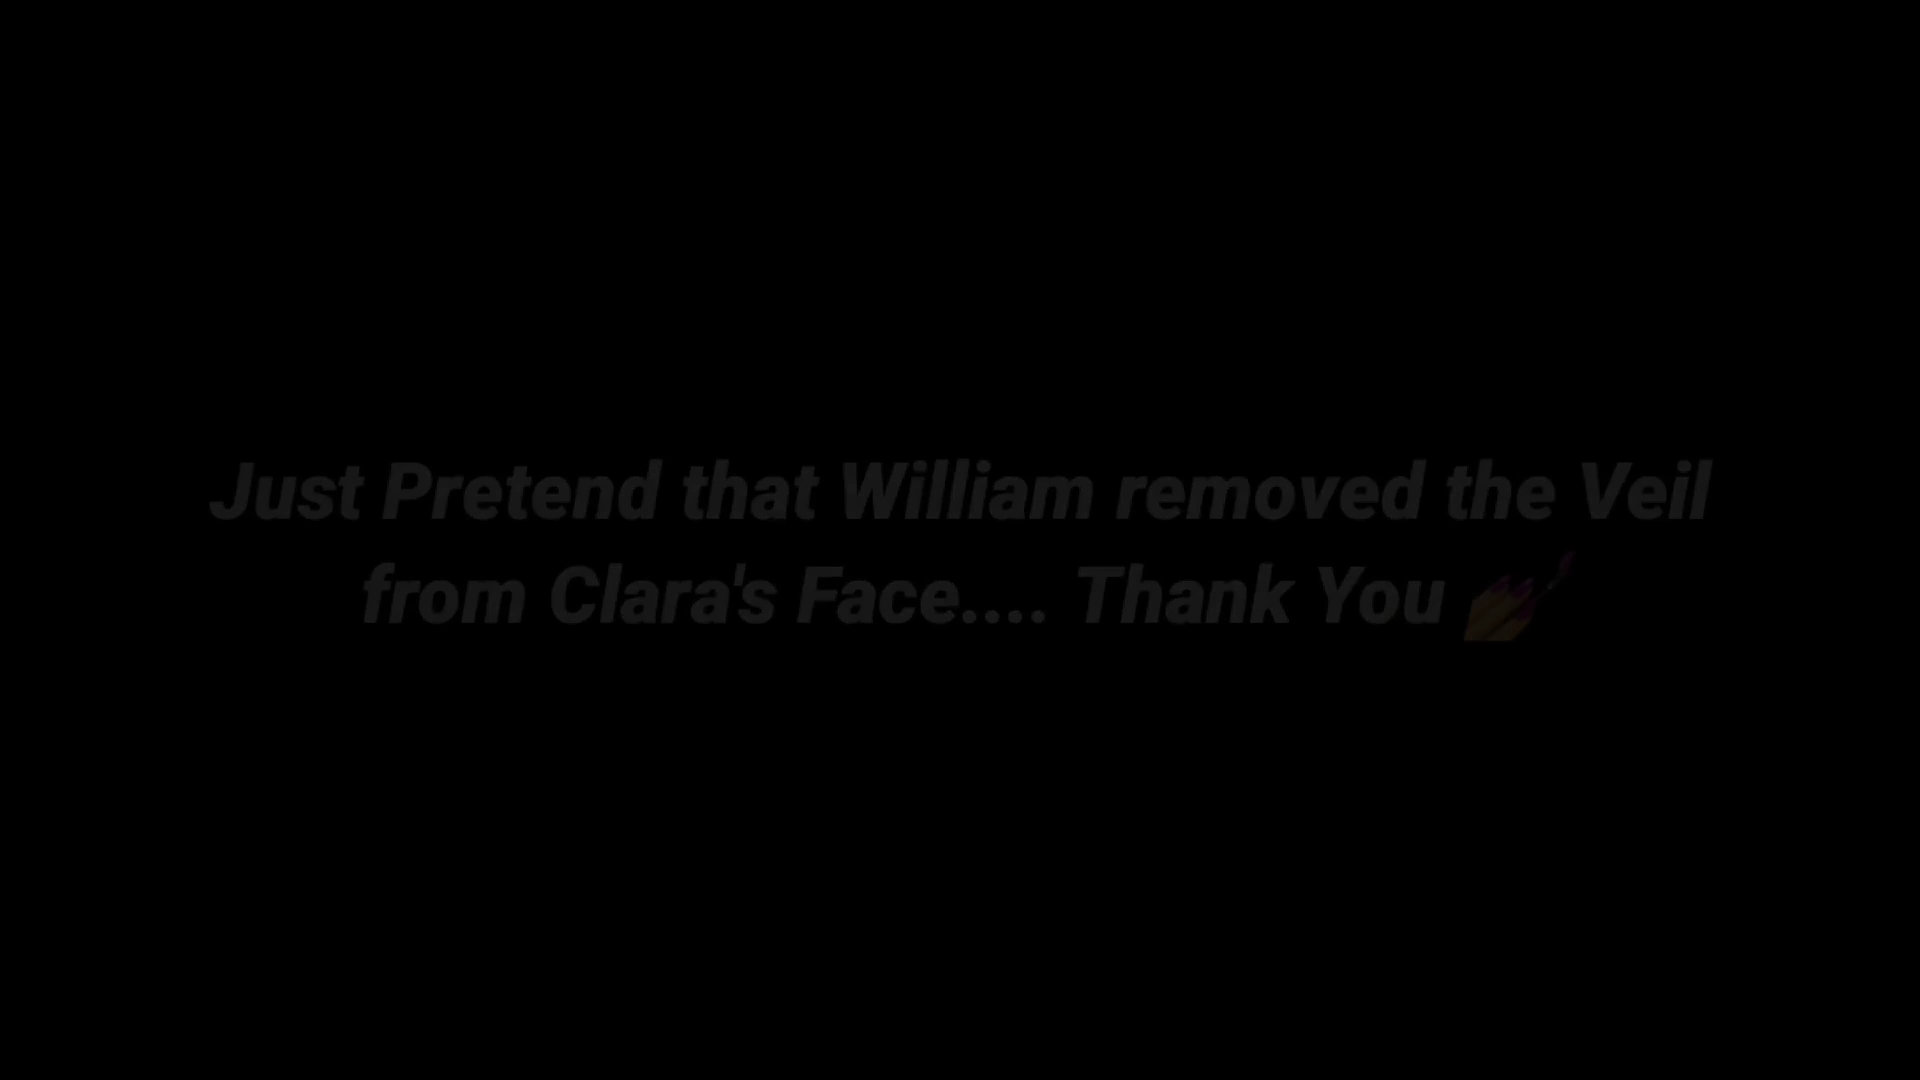 Just Pretend that William removed the Veil
from Clara's Face.... Thank You 💅